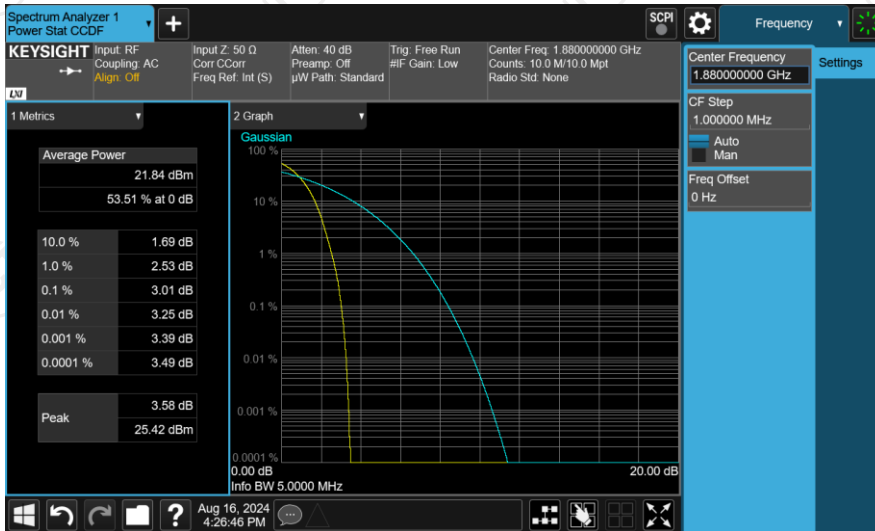 Spectrum Analyzer 1
Power Stat CCDF
+
SCPI
Frequency
KEYSIGHT
LXI
Input: RF
Coupling: AC
Align: Off
Input Z: 50 Ω
Corr CCorr
Freq Ref: Int (S)
Atten: 40 dB
Preamp: Off
µW Path: Standard
Trig: Free Run
#IF Gain: Low
Center Freq: 1.880000000 GHz
Counts: 10.0 M/10.0 Mpt
Radio Std: None
Center Frequency
1.880000000 GHz
Settings
CF Step
1.000000 MHz
Auto
Man
Freq Offset
0 Hz
1 Metrics
Average Power
21.84 dBm
53.51 % at 0 dB
10.0 % 1.69 dB
1.0 % 2.53 dB
0.1 % 3.01 dB
0.01 % 3.25 dB
0.001 % 3.39 dB
0.0001 % 3.49 dB
Peak
3.58 dB
25.42 dBm
2 Graph
Gaussian
100 %
10 %
1 %
0.1 %
0.01 %
0.001 %
0.0001 %
0.00 dB 20.00 dB
Info BW 5.0000 MHz
?
Aug 16, 2024
4:26:46 PM